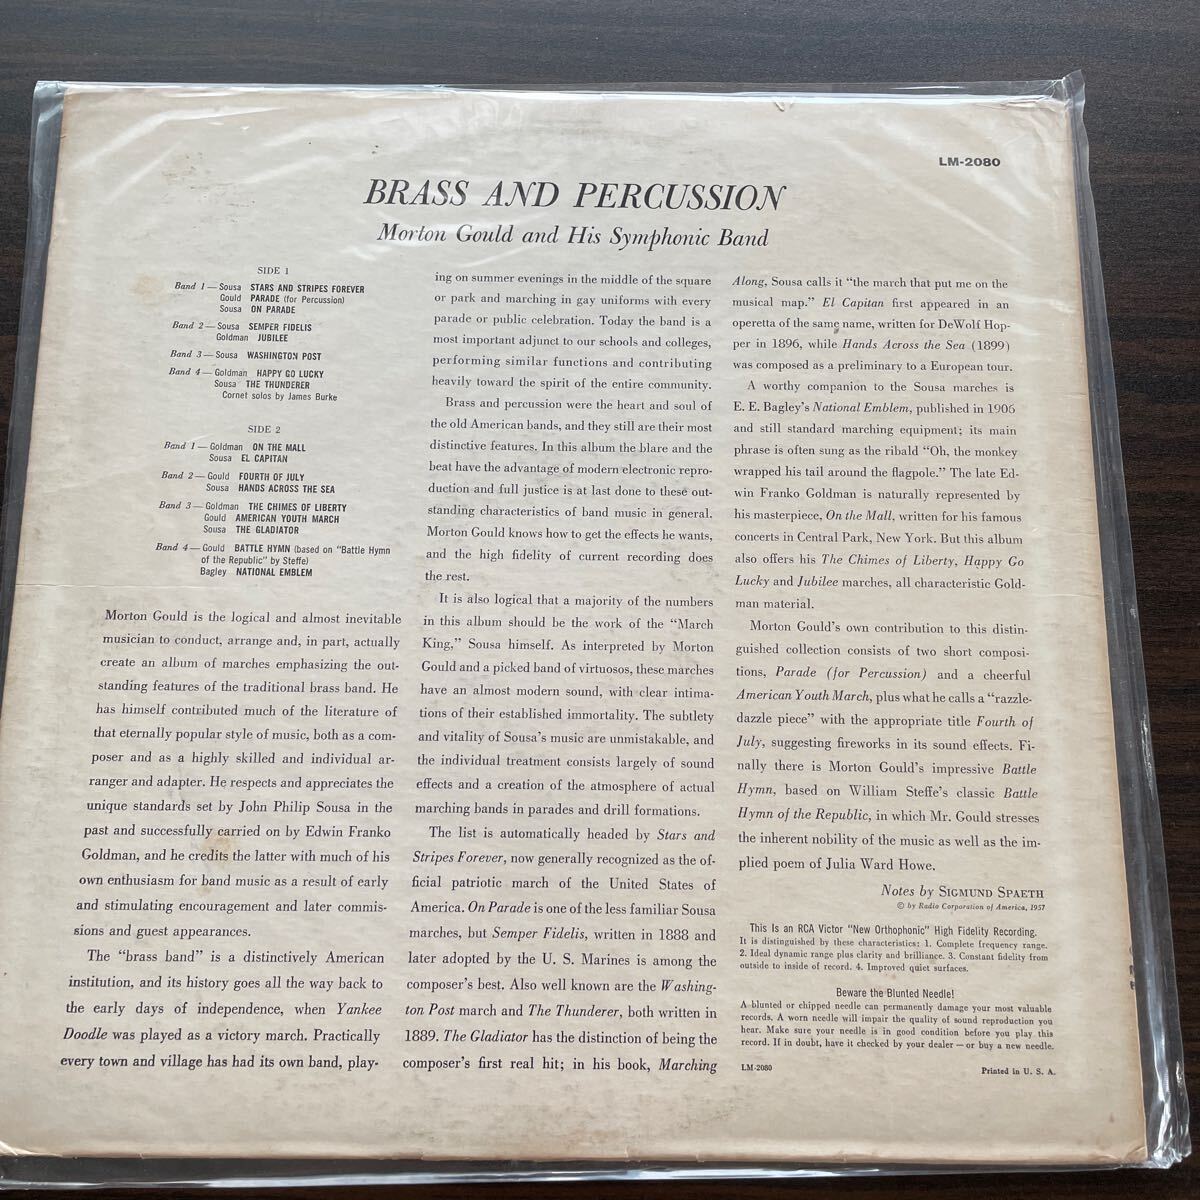 LM-2080
BRASS AND PERCUSSION
Morton Gould and His Symphonic Band
SIDE 1
Band 1—Sousa STARS AND STRIPES FOREVER
Gould PARADE (for Percussion)
Sousa ON PARADE
Band 2—Sousa SEMPER FIDELIS
Goldman JUBILEE
Band 3—Sousa WASHINGTON POST
Band 4—Goldman HAPPY GO LUCKY
Sousa THE THUNDERER
Cornet solos by James Burke
SIDE 2
Band 1—Goldman ON THE MALL
Sousa EL CAPITAN
Band 2—Gould FOURTH OF JULY
Sousa HANDS ACROSS THE SEA
Band 3—Goldman THE CHIMES OF LIBERTY
Gould AMERICAN YOUTH MARCH
Sousa THE GLADIATOR
Band 4—Gould BATTLE HYMN (based on "Battle Hymn
of the Republic" by Steffe)
Bagley NATIONAL EMBLEM
Morton Gould is the logical and almost inevitable
musician to conduct, arrange and, in part, actually
create an album of marches emphasizing the out-
standing features of the traditional brass band. He
has himself contributed much of the literature of
that eternally popular style of music, both as a com-
poser and as a highly skilled and individual ar-
ranger and adapter. He respects and appreciates the
unique standards set by John Philip Sousa in the
past and successfully carried on by Edwin Franko
Goldman, and he credits the latter with much of his
own enthusiasm for band music as a result of early
and stimulating encouragement and later commis-
sions and guest appearances.
The "brass band" is a distinctively American
institution, and its history goes all the way back to
the early days of independence, when Yankee
Doodle was played as a victory march. Practically
every town and village has had its own band, play-
ing on summer evenings in the middle of the square
or park and marching in gay uniforms with every
parade or public celebration. Today the band is a
most important adjunct to our schools and colleges,
performing similar functions and contributing
heavily toward the spirit of the entire community.
Brass and percussion were the heart and soul of
the old American bands, and they still are their most
distinctive features. In this album the blare and the
beat have the advantage of modern electronic repro-
duction and full justice is at last done to these out-
standing characteristics of band music in general.
Morton Gould knows how to get the effects he wants,
and the high fidelity of current recording does
the rest.
It is also logical that a majority of the numbers
in this album should be the work of the "March
King," Sousa himself. As interpreted by Morton
Gould and a picked band of virtuosos, these marches
have an almost modern sound, with clear intima-
tions of their established immortality. The subtlety
and vitality of Sousa's music are unmistakable, and
the individual treatment consists largely of sound
effects and a creation of the atmosphere of actual
marching bands in parades and drill formations.
The list is automatically headed by Stars and
Stripes Forever, now generally recognized as the of-
ficial patriotic march of the United States of
America. On Parade is one of the less familiar Sousa
marches, but Semper Fidelis, written in 1888 and
later adopted by the U. S. Marines is among the
composer's best. Also well known are the Washing-
ton Post march and The Thunderer, both written in
1889. The Gladiator has the distinction of being the
composer's first real hit; in his book, Marching
Along, Sousa calls it "the march that put me on the
musical map." El Capitan first appeared in an
operetta of the same name, written for DeWolf Hop-
per in 1896, while Hands Across the Sea (1899)
was composed as a preliminary to a European tour.
A worthy companion to the Sousa marches is
E. E. Bagley's National Emblem, published in 1906
and still standard marching equipment; its main
phrase is often sung as the ribald "Oh, the monkey
wrapped his tail around the flagpole." The late Ed-
win Franko Goldman is naturally represented by
his masterpiece, On the Mall, written for his famous
concerts in Central Park, New York. But this album
also offers his The Chimes of Liberty, Happy Go
Lucky and Jubilee marches, all characteristic Gold-
man material.
Morton Gould's own contribution to this distin-
guished collection consists of two short composi-
tions, Parade (for Percussion) and a cheerful
American Youth March, plus what he calls a "razzle-
dazzle piece" with the appropriate title Fourth of
July, suggesting fireworks in its sound effects. Fi-
nally there is Morton Gould's impressive Battle
Hymn, based on William Steffe's classic Battle
Hymn of the Republic, in which Mr. Gould stresses
the inherent nobility of the music as well as the im-
plied poem of Julia Ward Howe.
Notes by SIGMUND SPAETH
© by Radio Corporation of America, 1957
This Is an RCA Victor "New Orthophonic" High Fidelity Recording.
It is distinguished by these characteristics: 1. Complete frequency range.
2. Ideal dynamic range plus clarity and brilliance. 3. Constant fidelity from
outside to inside of record. 4. Improved quiet surfaces.
Beware the Blunted Needle!
A blunted or chipped needle can permanently damage your most valuable
records. A worn needle will impair the quality of sound reproduction you
hear. Make sure your needle is in good condition before you play this
record. If in doubt, have it checked by your dealer—or buy a new needle.
LM-2080
Printed in U. S. A.